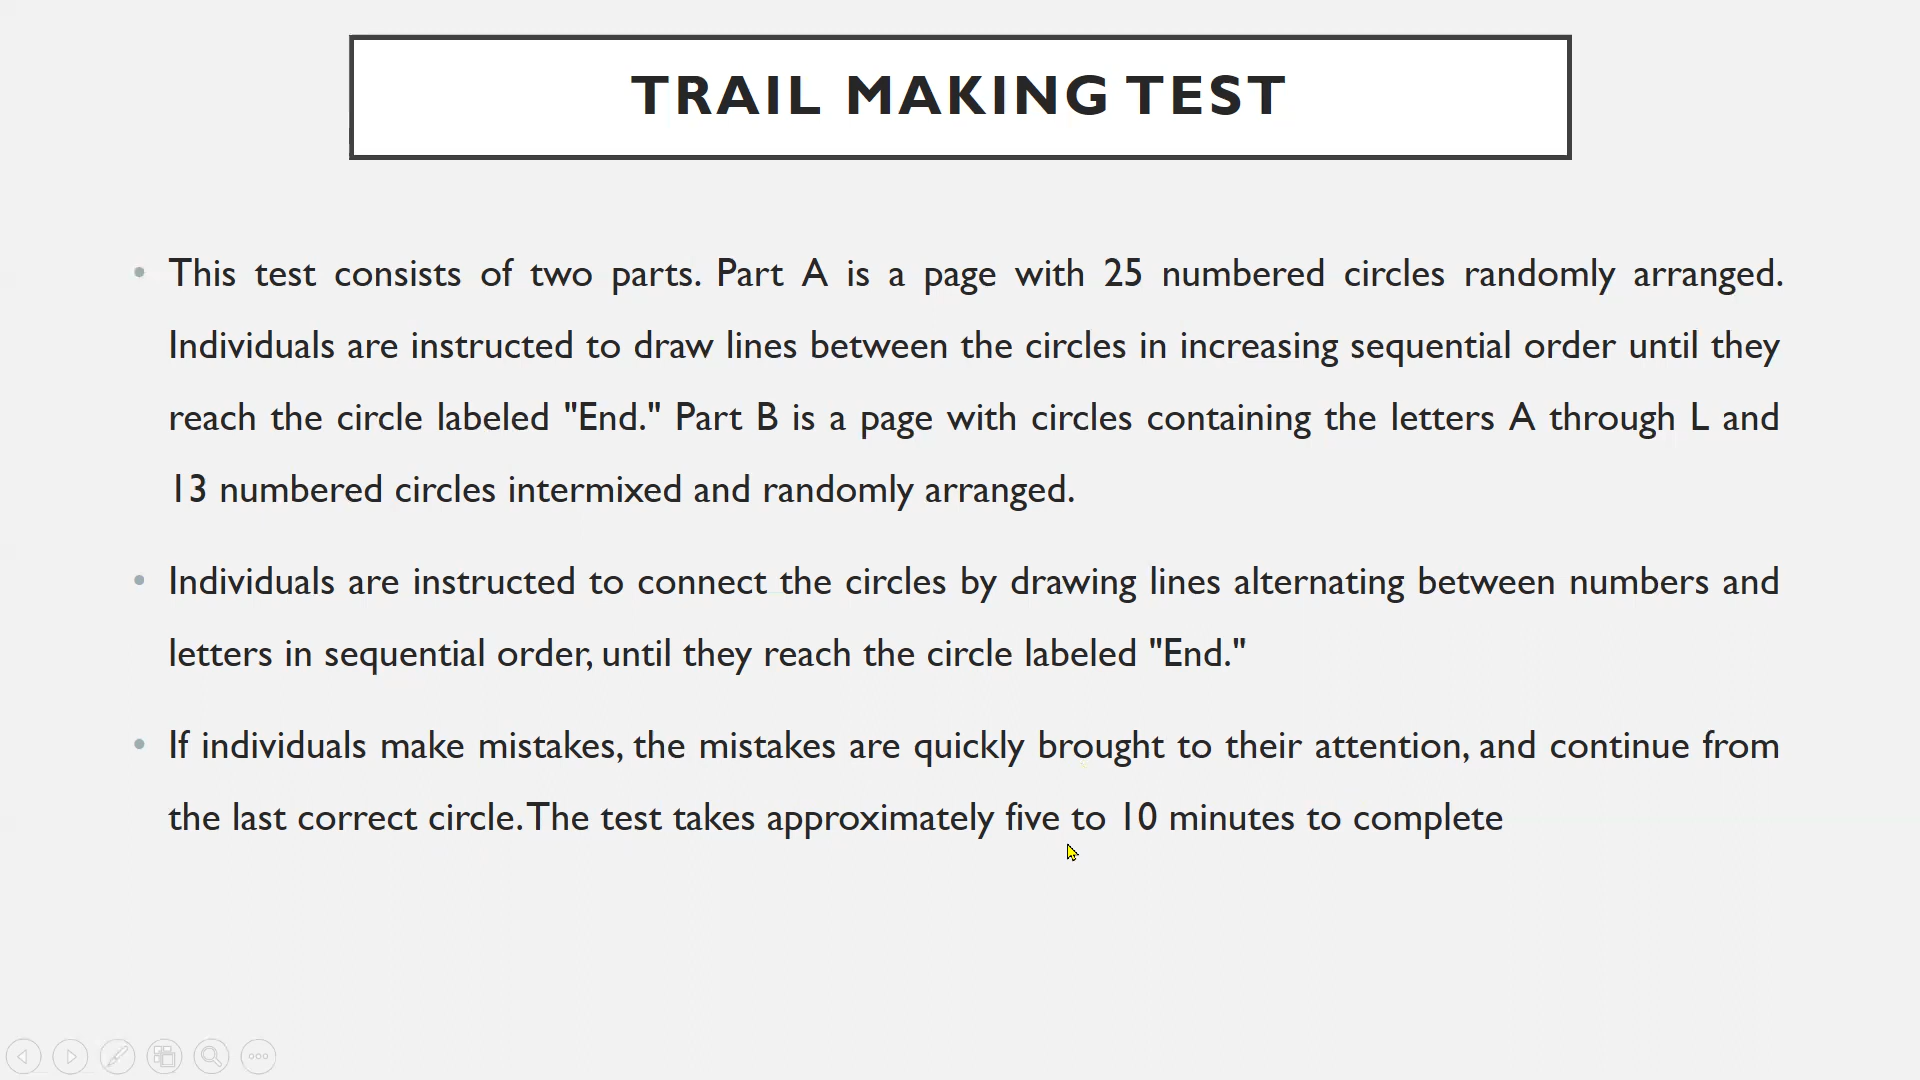 TRAIL MAKING TEST
• This test consists of two parts. Part A is a page with 25 numbered circles randomly arranged.
Individuals are instructed to draw lines between the circles in increasing sequential order until they
reach the circle labeled "End." Part B is a page with circles containing the letters A through L and
13 numbered circles intermixed and randomly arranged.
• Individuals are instructed to connect the circles by drawing lines alternating between numbers and
letters in sequential order, until they reach the circle labeled "End."
• If individuals make mistakes, the mistakes are quickly brought to their attention, and continue from
the last correct circle. The test takes approximately five to 10 minutes to complete